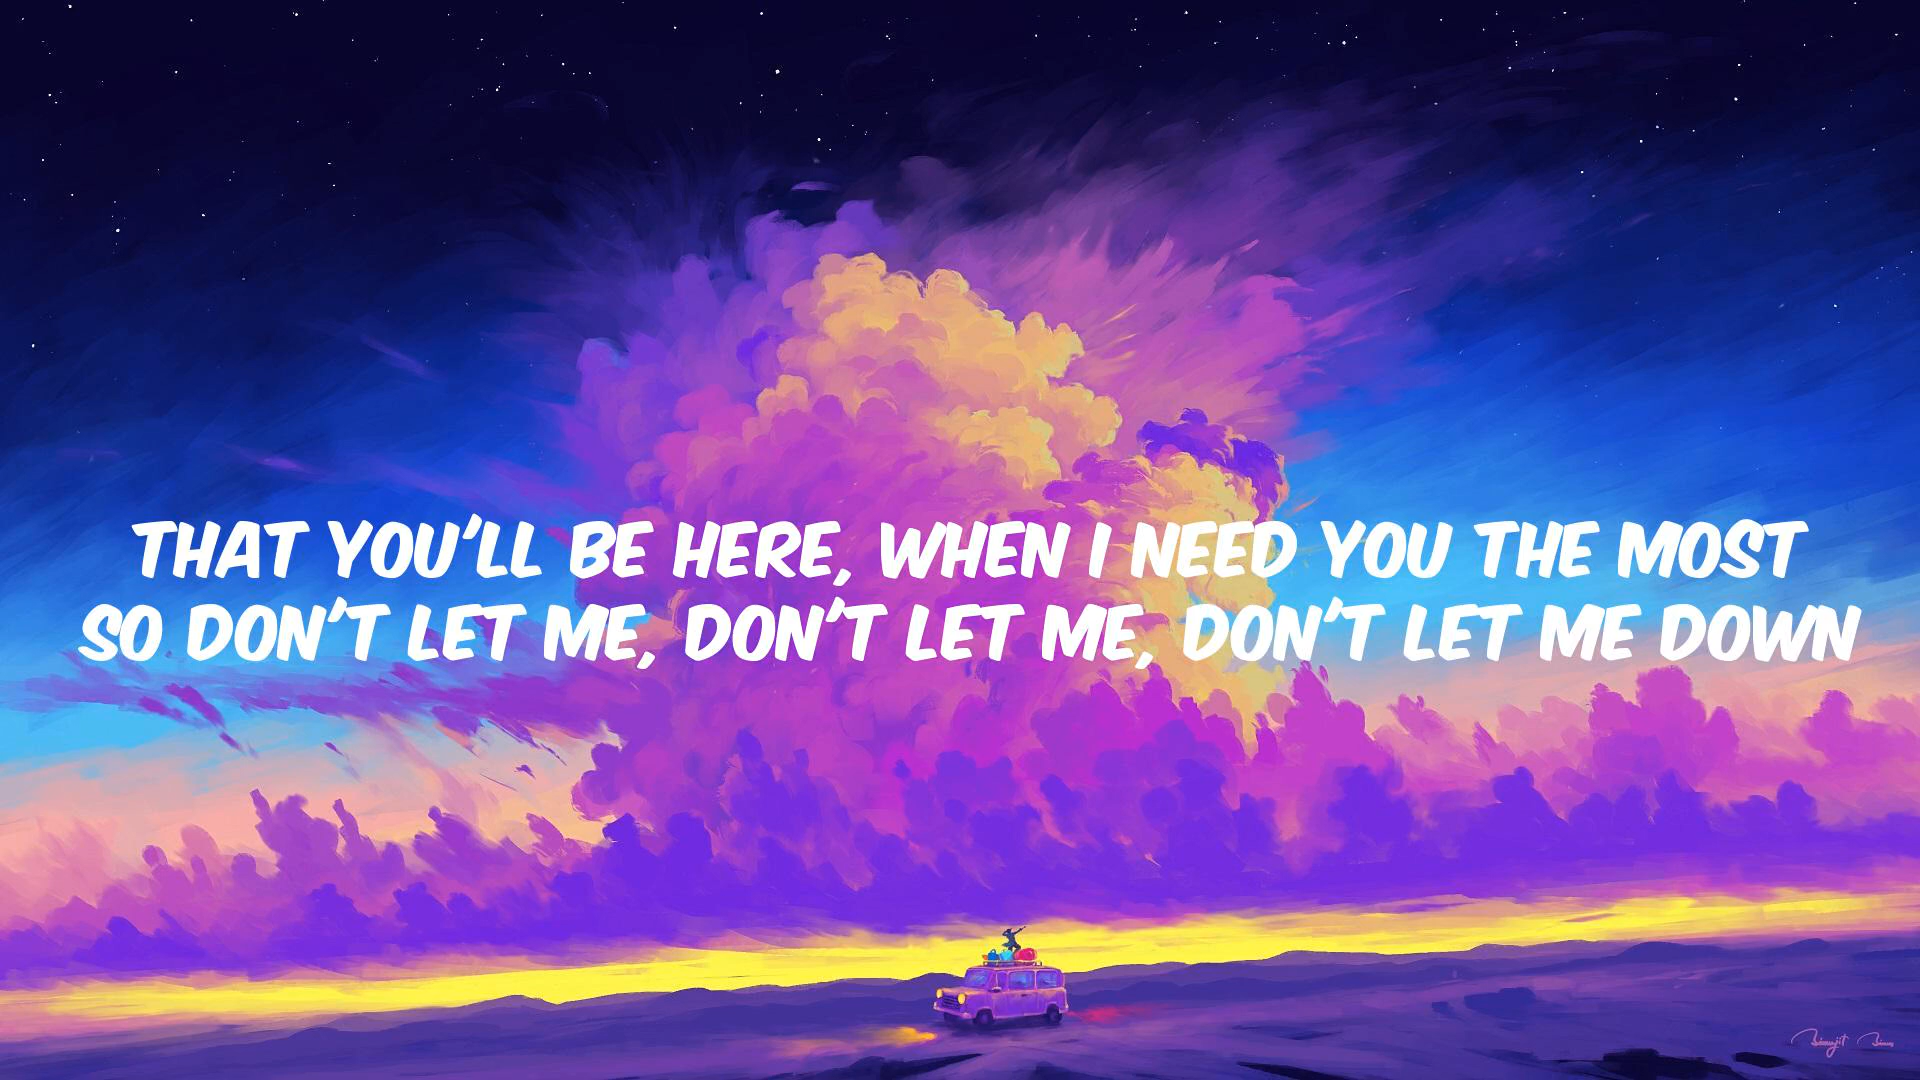 THAT YOU'LL BE HERE, WHEN I NEED YOU THE MOST
SO DON'T LET ME, DON'T LET ME, DON'T LET ME DOWN